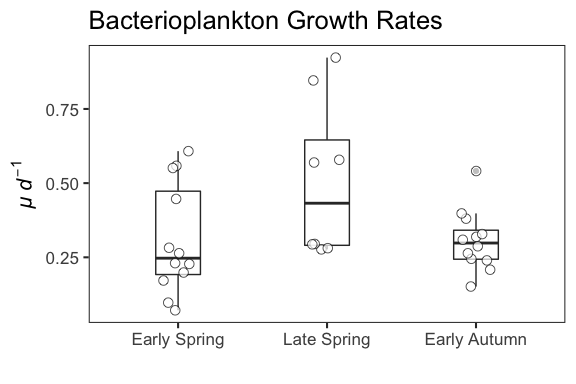 Bacterioplankton Growth Rates
μ d⁻¹
0.75
0.50
0.25
Early Spring Late Spring Early Autumn